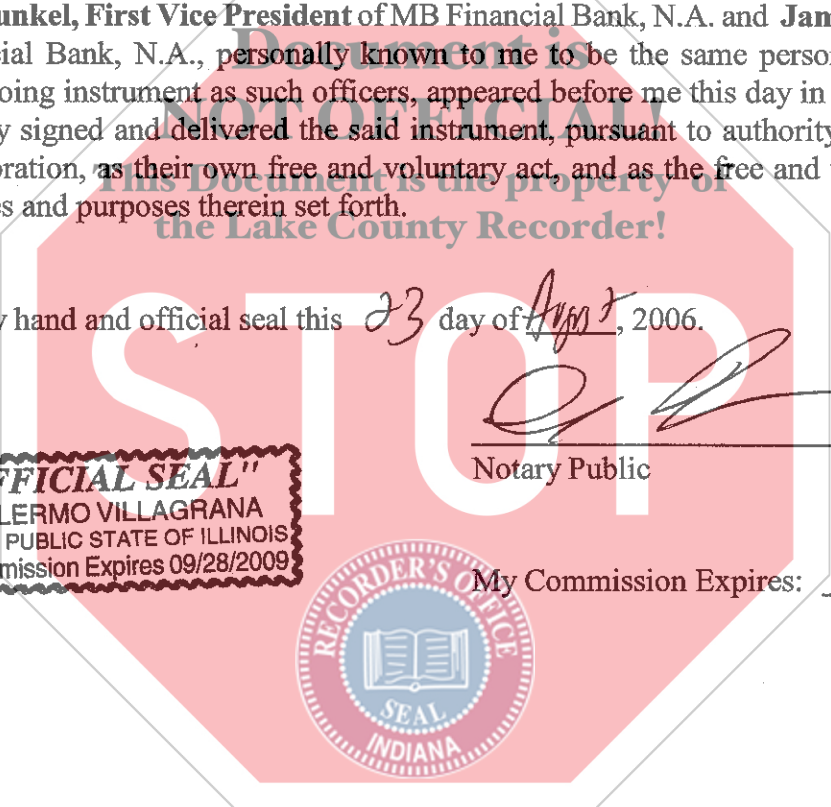 unkel, First Vice President of MB Financial Bank, N.A. and Jan
cial Bank, N.A., personally known to me to be the same perso
oing instrument as such officers, appeared before me this day in
y signed and delivered the said instrument, pursuant to authority
oration, as their own free and voluntary act, and as the free and
es and purposes therein set forth.
Document is
NOT OFFICIAL!
This Document is the property of
the Lake County Recorder!
y hand and official seal this 23 day of August, 2006.
STOP
Notary Public
FFICIAL SEAL"
LERMO VILLAGRANA
PUBLIC STATE OF ILLINOIS
mission Expires 09/28/2009
My Commission Expires:
RECORDER'S OFFICE
SEAL
INDIANA